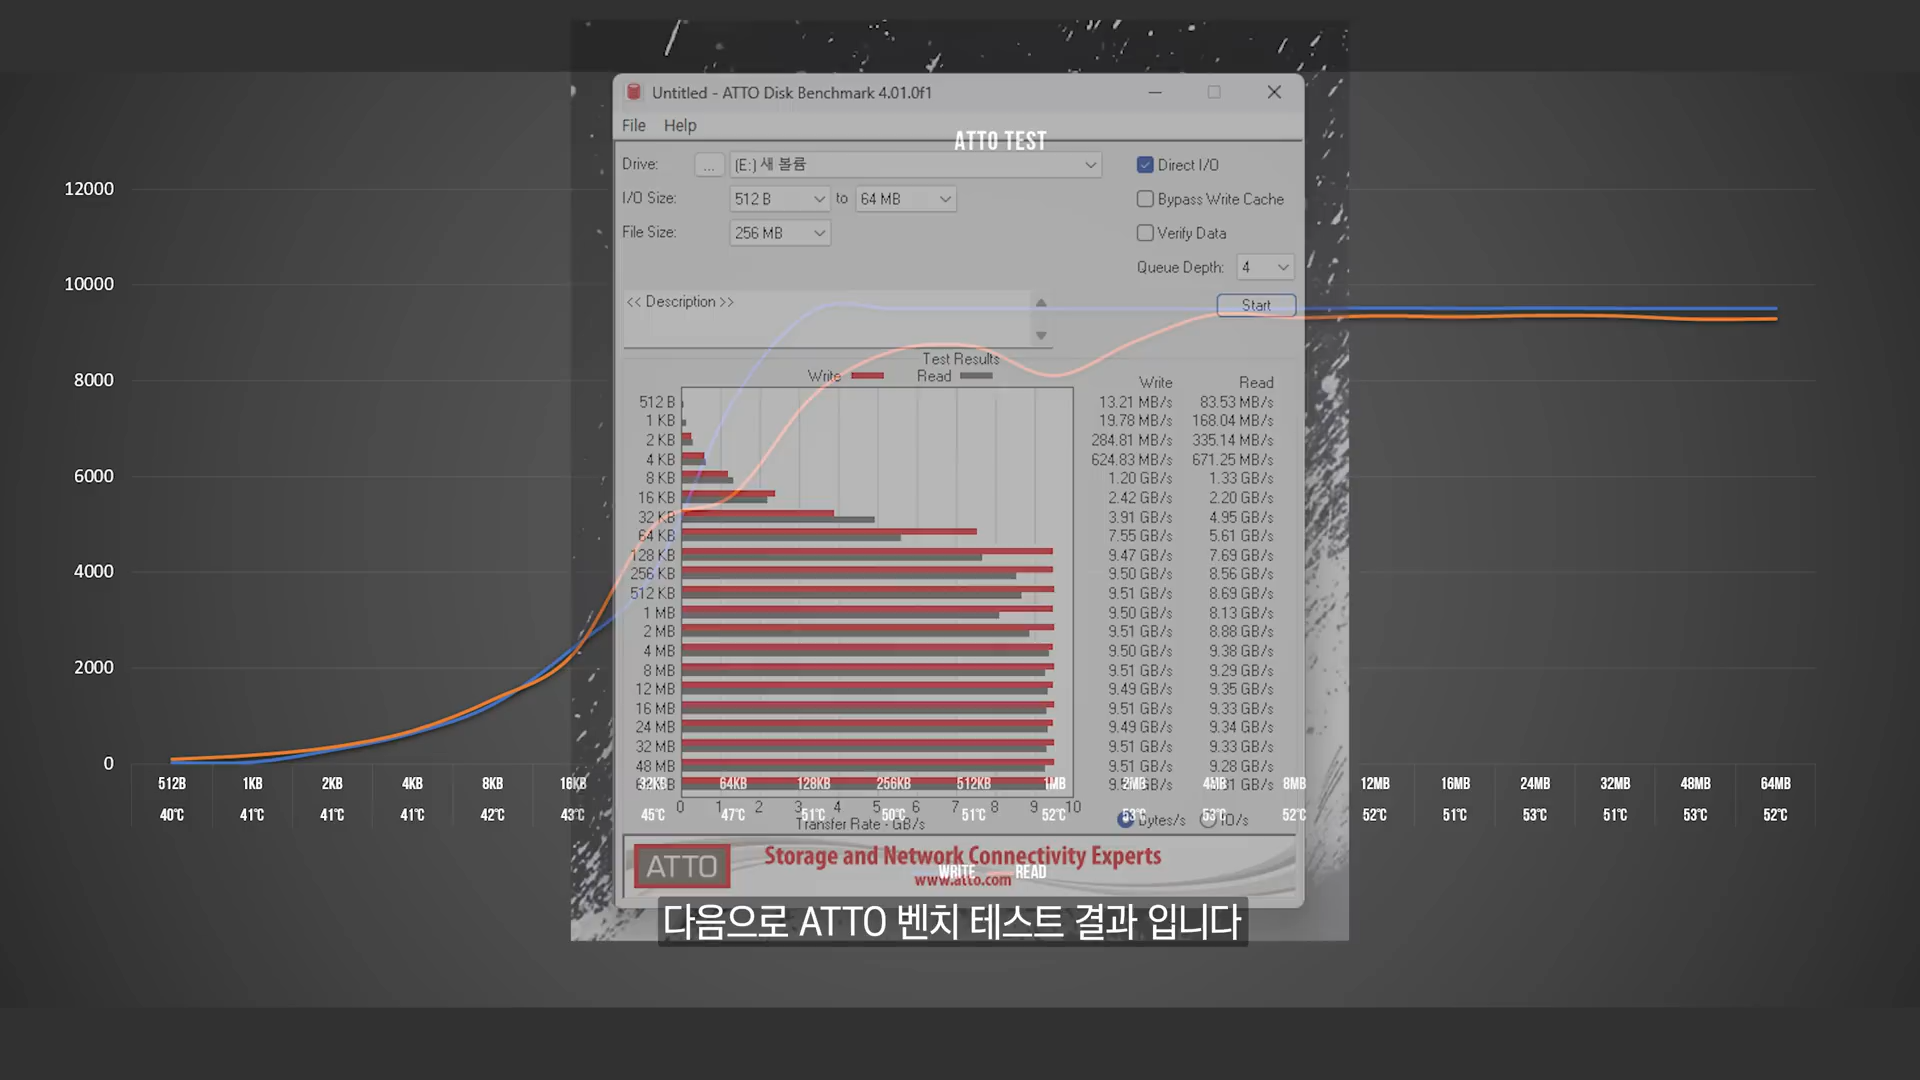 Untitled - ATTO Disk Benchmark 4.01.0f1
File Help
ATTO TEST
Drive: ... (E:) 새 볼륨
Direct I/O
I/O Size: 512 B to 64 MB
Bypass Write Cache
File Size: 256 MB
Verify Data
Queue Depth: 4
<< Description >>
Start
Test Results
Write Read
Write Read
512 B 13.21 MB/s 83.53 MB/s
1 KB 19.78 MB/s 168.04 MB/s
2 KB 284.81 MB/s 335.14 MB/s
4 KB 624.83 MB/s 671.25 MB/s
8 KB 1.20 GB/s 1.33 GB/s
16 KB 2.42 GB/s 2.20 GB/s
32 KB 3.91 GB/s 4.95 GB/s
64 KB 7.55 GB/s 5.61 GB/s
128 KB 9.47 GB/s 7.69 GB/s
256 KB 9.50 GB/s 8.56 GB/s
512 KB 9.51 GB/s 8.69 GB/s
1 MB 9.50 GB/s 8.13 GB/s
2 MB 9.51 GB/s 8.88 GB/s
4 MB 9.50 GB/s 9.38 GB/s
8 MB 9.51 GB/s 9.29 GB/s
12 MB 9.49 GB/s 9.35 GB/s
16 MB 9.51 GB/s 9.33 GB/s
24 MB 9.49 GB/s 9.34 GB/s
32 MB 9.51 GB/s 9.33 GB/s
48 MB 9.51 GB/s 9.28 GB/s
0 1 2 3 4 5 6 7 8 9 10
Transfer Rate - GB/s
Bytes/s IO/s
ATTO
Storage and Network Connectivity Experts
www.atto.com
12000
10000
8000
6000
4000
2000
0
512B 1KB 2KB 4KB 8KB 16KB 32KB 64KB 128KB 256KB 512KB 1MB 2MB 4MB 8MB 12MB 16MB 24MB 32MB 48MB 64MB
40℃ 41℃ 41℃ 41℃ 42℃ 43℃ 45℃ 47℃ 51℃ 50℃ 51℃ 52℃ 53℃ 53℃ 52℃ 52℃ 51℃ 53℃ 51℃ 53℃ 52℃
WRITE READ
다음으로 ATTO 벤치 테스트 결과 입니다